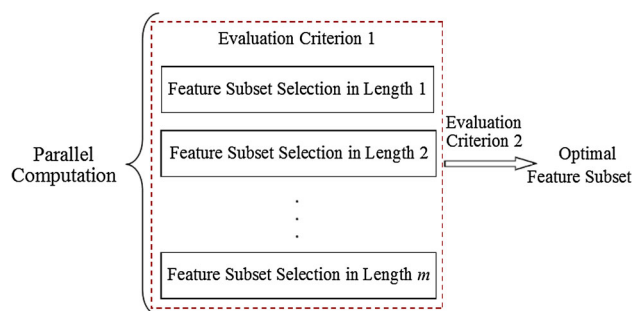 Evaluation Criterion 1
Feature Subset Selection in Length 1
Feature Subset Selection in Length 2
.
.
.
Feature Subset Selection in Length m
Parallel
Computation
Evaluation
Criterion 2
Optimal
Feature Subset